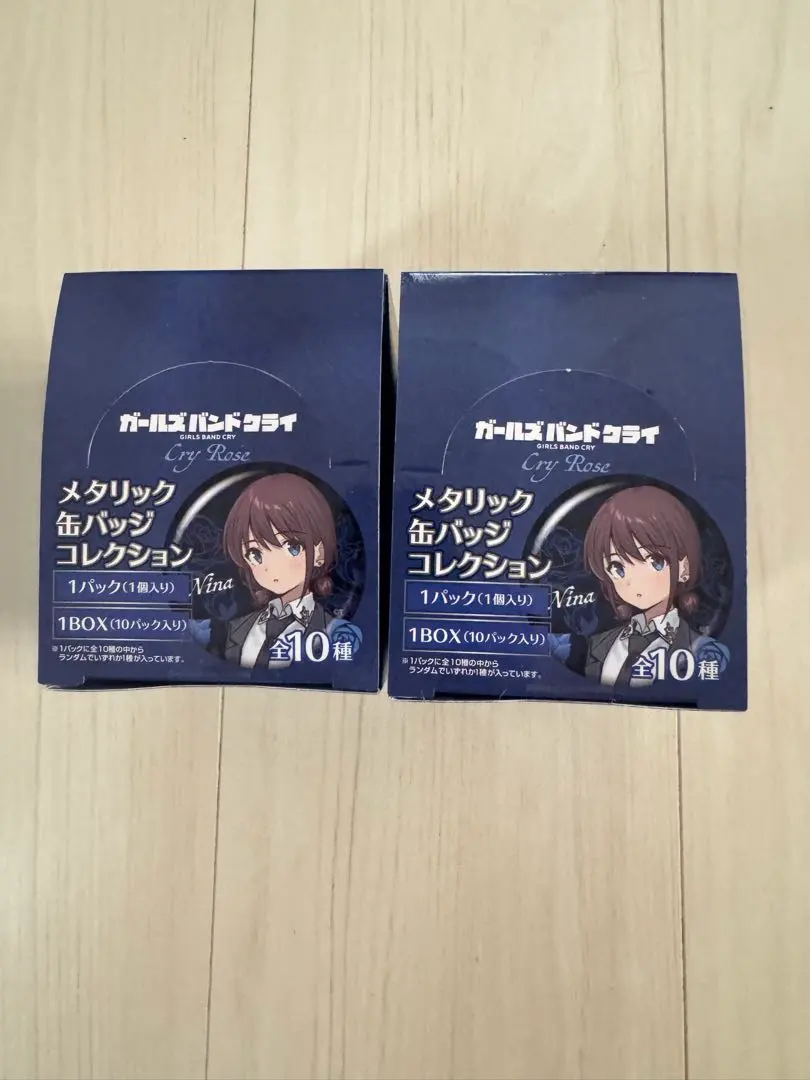 ガールズバンドクライ
GIRLS BAND CRY
Cry Rose
メタリック
缶バッジ
コレクション
1パック(1個入り)
1BOX(10パック入り)
Nina
全10種
※1パックに全10種の中から
ランダムでいずれか1種が入っています。
ガールズバンドクライ
GIRLS BAND CRY
Cry Rose
メタリック
缶バッジ
コレクション
1パック(1個入り)
1BOX(10パック入り)
Nina
全10種
※1パックに全10種の中から
ランダムでいずれか1種が入っています。